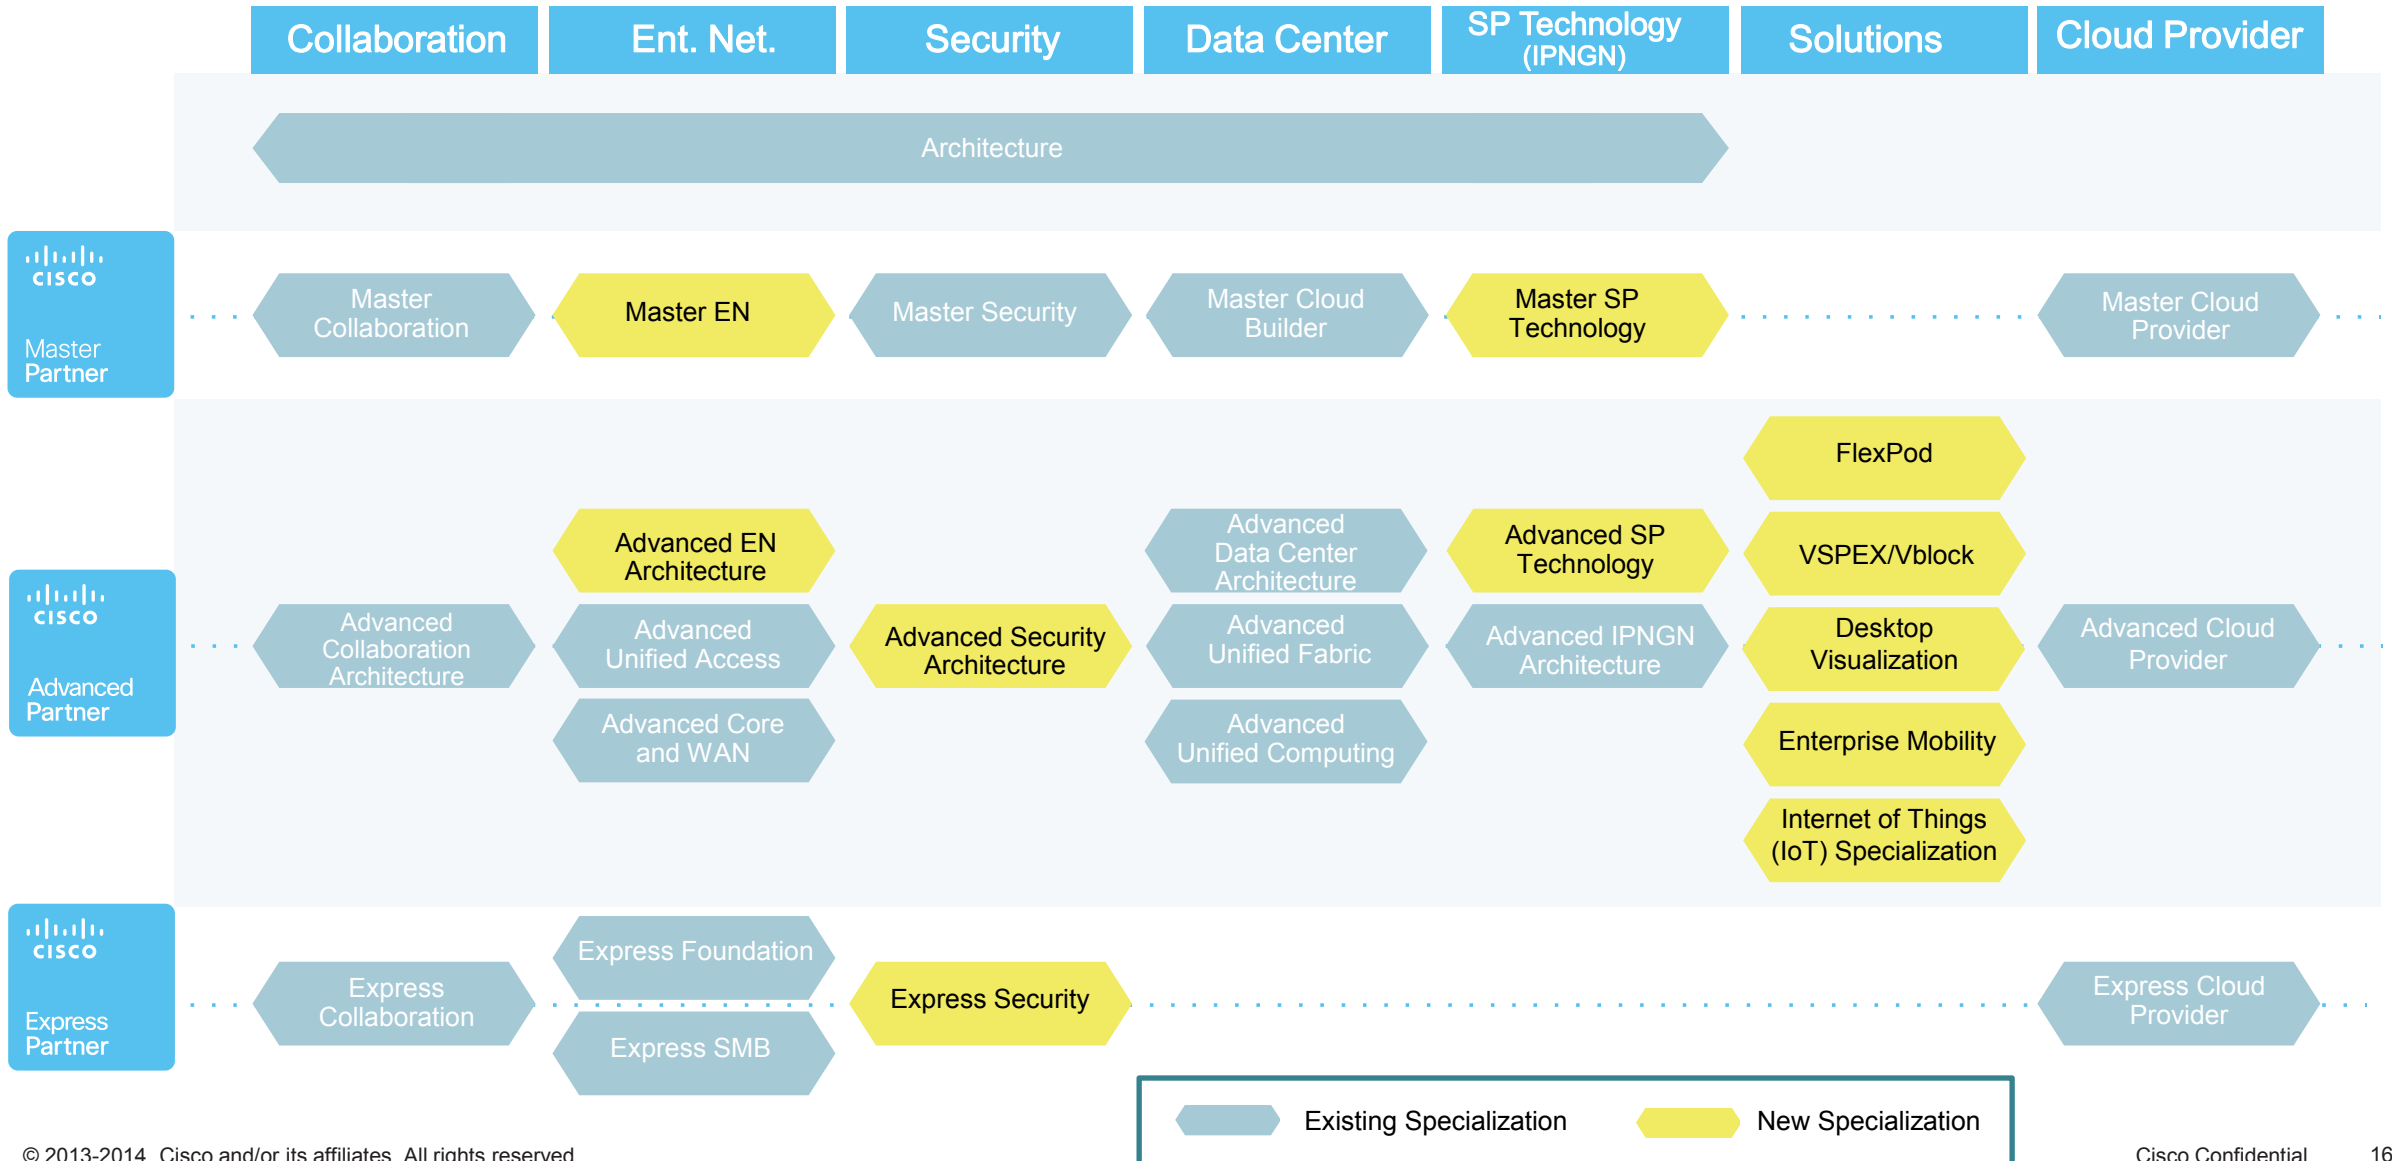 Collaboration
Ent. Net.
Security
Data Center
SP Technology
(IPNGN)
Solutions
Cloud Provider
Architecture
CISCO
Master
Partner
Master
Collaboration
Master EN
Master Security
Master Cloud
Builder
Master SP
Technology
Master Cloud
Provider
CISCO
Advanced
Partner
Advanced
Collaboration
Architecture
Advanced EN
Architecture
Advanced
Unified Access
Advanced Core
and WAN
Advanced Security
Architecture
Advanced
Data Center
Architecture
Advanced
Unified Fabric
Advanced
Unified Computing
Advanced SP
Technology
Advanced IPNGN
Architecture
FlexPod
VSPEX/Vblock
Desktop
Visualization
Enterprise Mobility
Internet of Things
(IoT) Specialization
Advanced Cloud
Provider
CISCO
Express
Partner
Express
Collaboration
Express Foundation
Express SMB
Express Security
Express Cloud
Provider
Existing Specialization
New Specialization
© 2013-2014 Cisco and/or its affiliates. All rights reserved.
Cisco Confidential
16